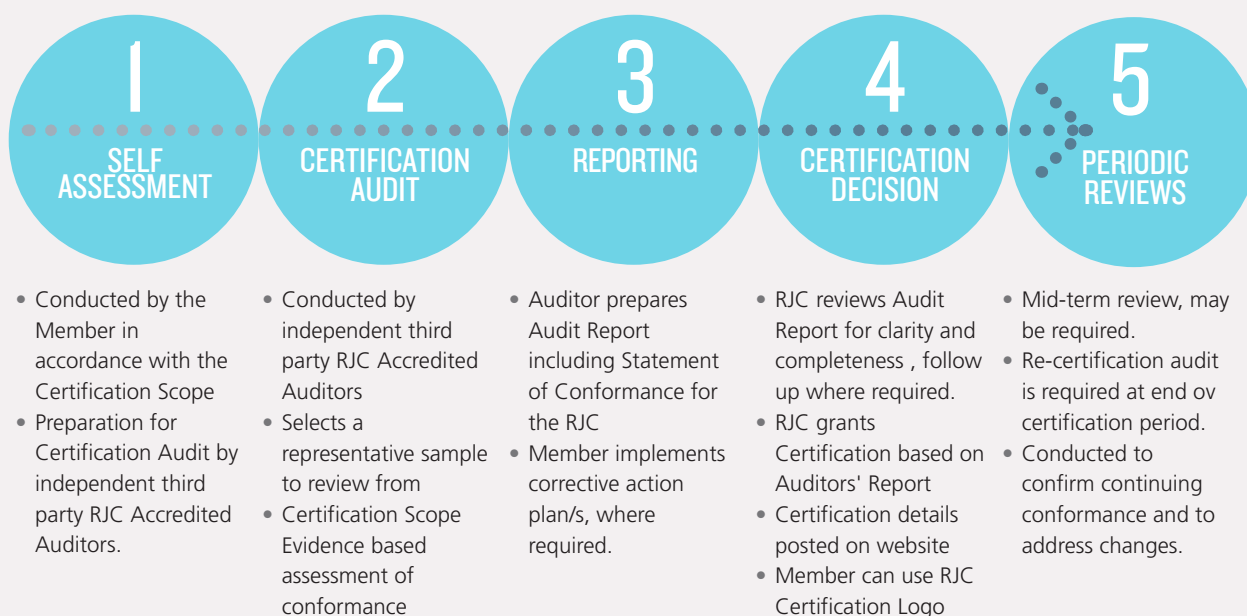 1
SELF
ASSESSMENT
• Conducted by the
Member in
accordance with the
Certification Scope
• Preparation for
Certification Audit by
independent third
party RJC Accredited
Auditors.
2
CERTIFICATION
AUDIT
• Conducted by
independent third
party RJC Accredited
Auditors
• Selects a
representative sample
to review from
• Certification Scope
Evidence based
assessment of
conformance
3
REPORTING
• Auditor prepares
Audit Report
including Statement
of Conformance for
the RJC
• Member implements
corrective action
plan/s, where
required.
4
CERTIFICATION
DECISION
• RJC reviews Audit
Report for clarity and
completeness , follow
up where required.
• RJC grants
Certification based on
Auditors' Report
• Certification details
posted on website
• Member can use RJC
Certification Logo
5
PERIODIC
REVIEWS
• Mid-term review, may
be required.
• Re-certification audit
is required at end ov
certification period.
• Conducted to
confirm continuing
conformance and to
address changes.